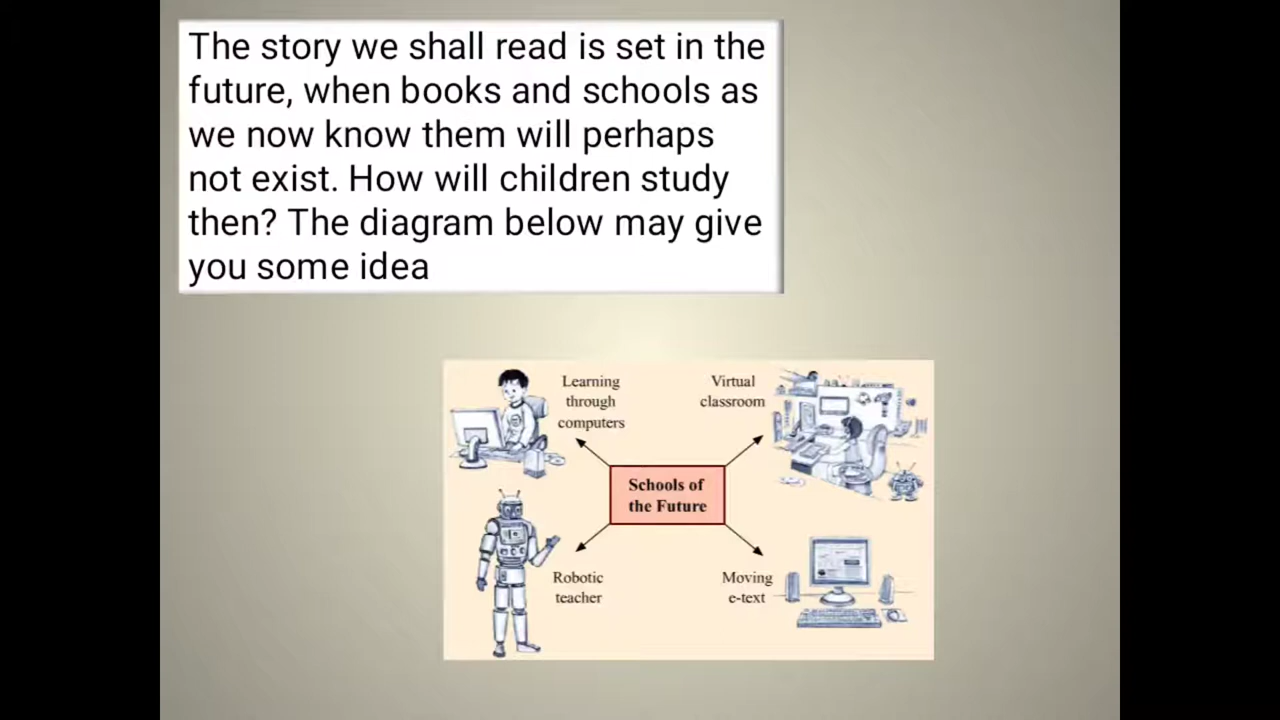 The story we shall read is set in the
future, when books and schools as
we now know them will perhaps
not exist. How will children study
then? The diagram below may give
you some idea
Learning
through
computers
Virtual
classroom
Schools of
the Future
Robotic
teacher
Moving
e-text